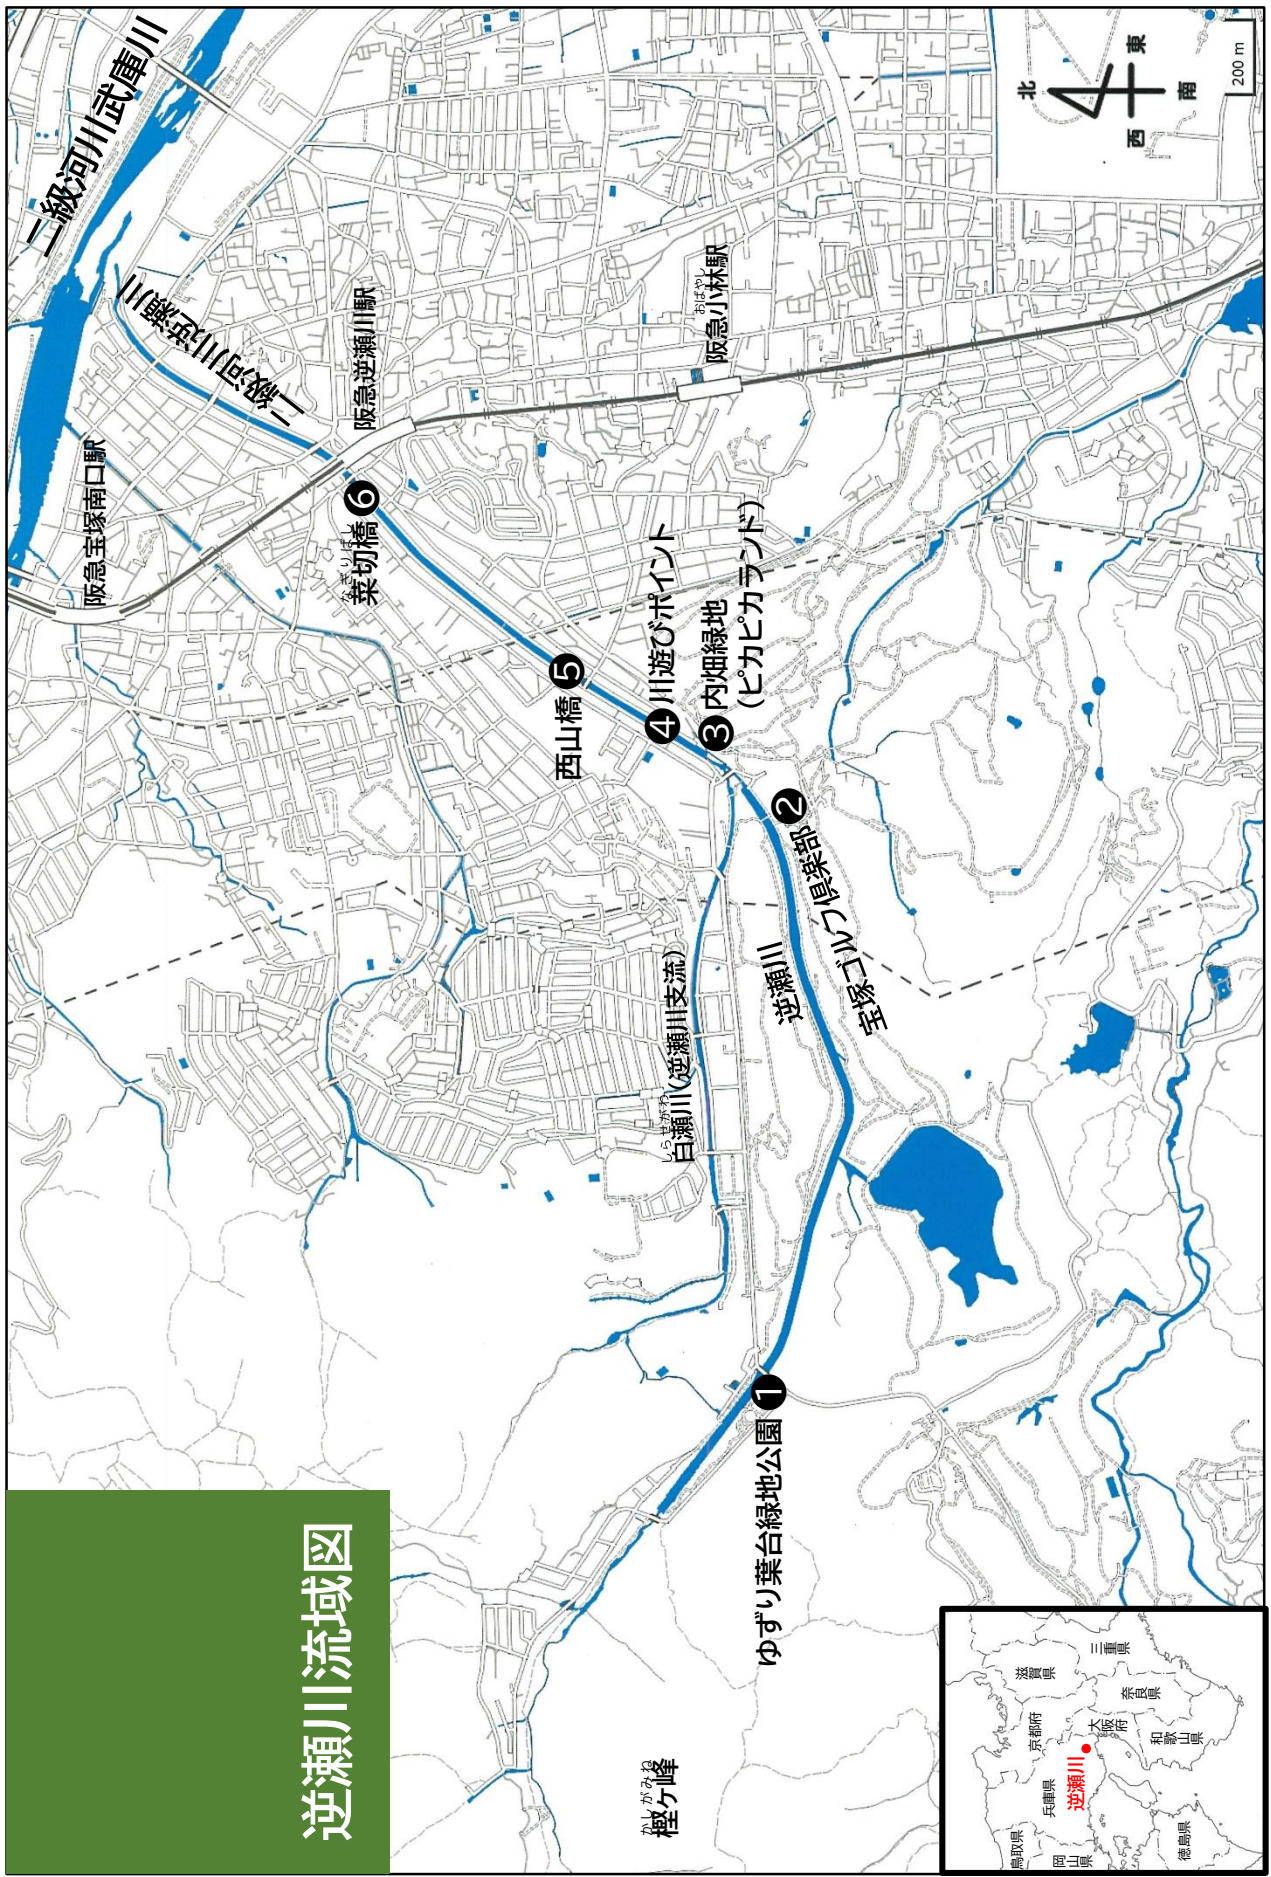 逆瀬川流域図
二級河川武庫川
二級河川逆瀬川
阪急宝塚南口駅
阪急逆瀬川駅
おばやし
阪急小林駅
なぎりばし
菜切橋
6
西山橋
5
4
川遊びポイント
3
内畑緑地
(ピカピカランド)
2
宝塚ゴルフ倶楽部
逆瀬川
しらせがわ
白瀬川(逆瀬川支流)
1
ゆずり葉台緑地公園
かしがみね
樫ヶ峰
北
東
西
南
200 m
鳥取県
岡山県
兵庫県
京都府
滋賀県
三重県
奈良県
大阪府
和歌山県
徳島県
逆瀬川